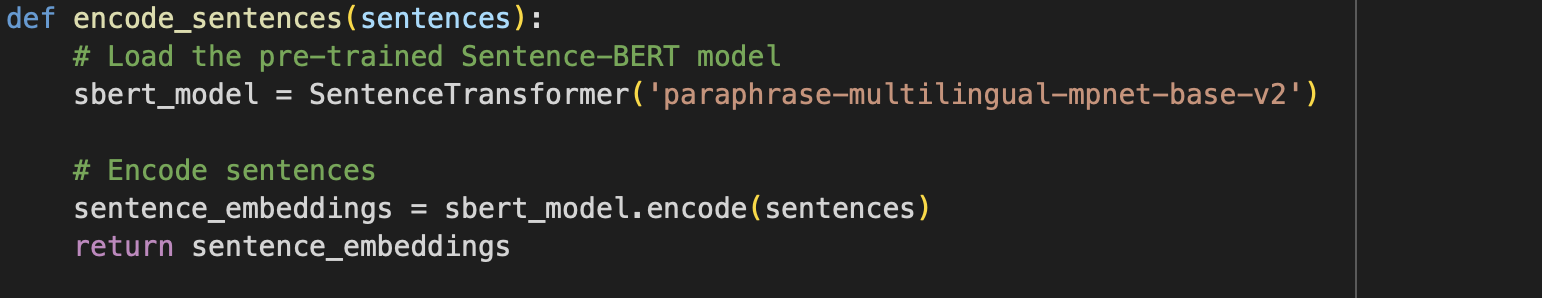 def encode_sentences(sentences):
    # Load the pre-trained Sentence-BERT model
    sbert_model = SentenceTransformer('paraphrase-multilingual-mpnet-base-v2')
    # Encode sentences
    sentence_embeddings = sbert_model.encode(sentences)
    return sentence_embeddings